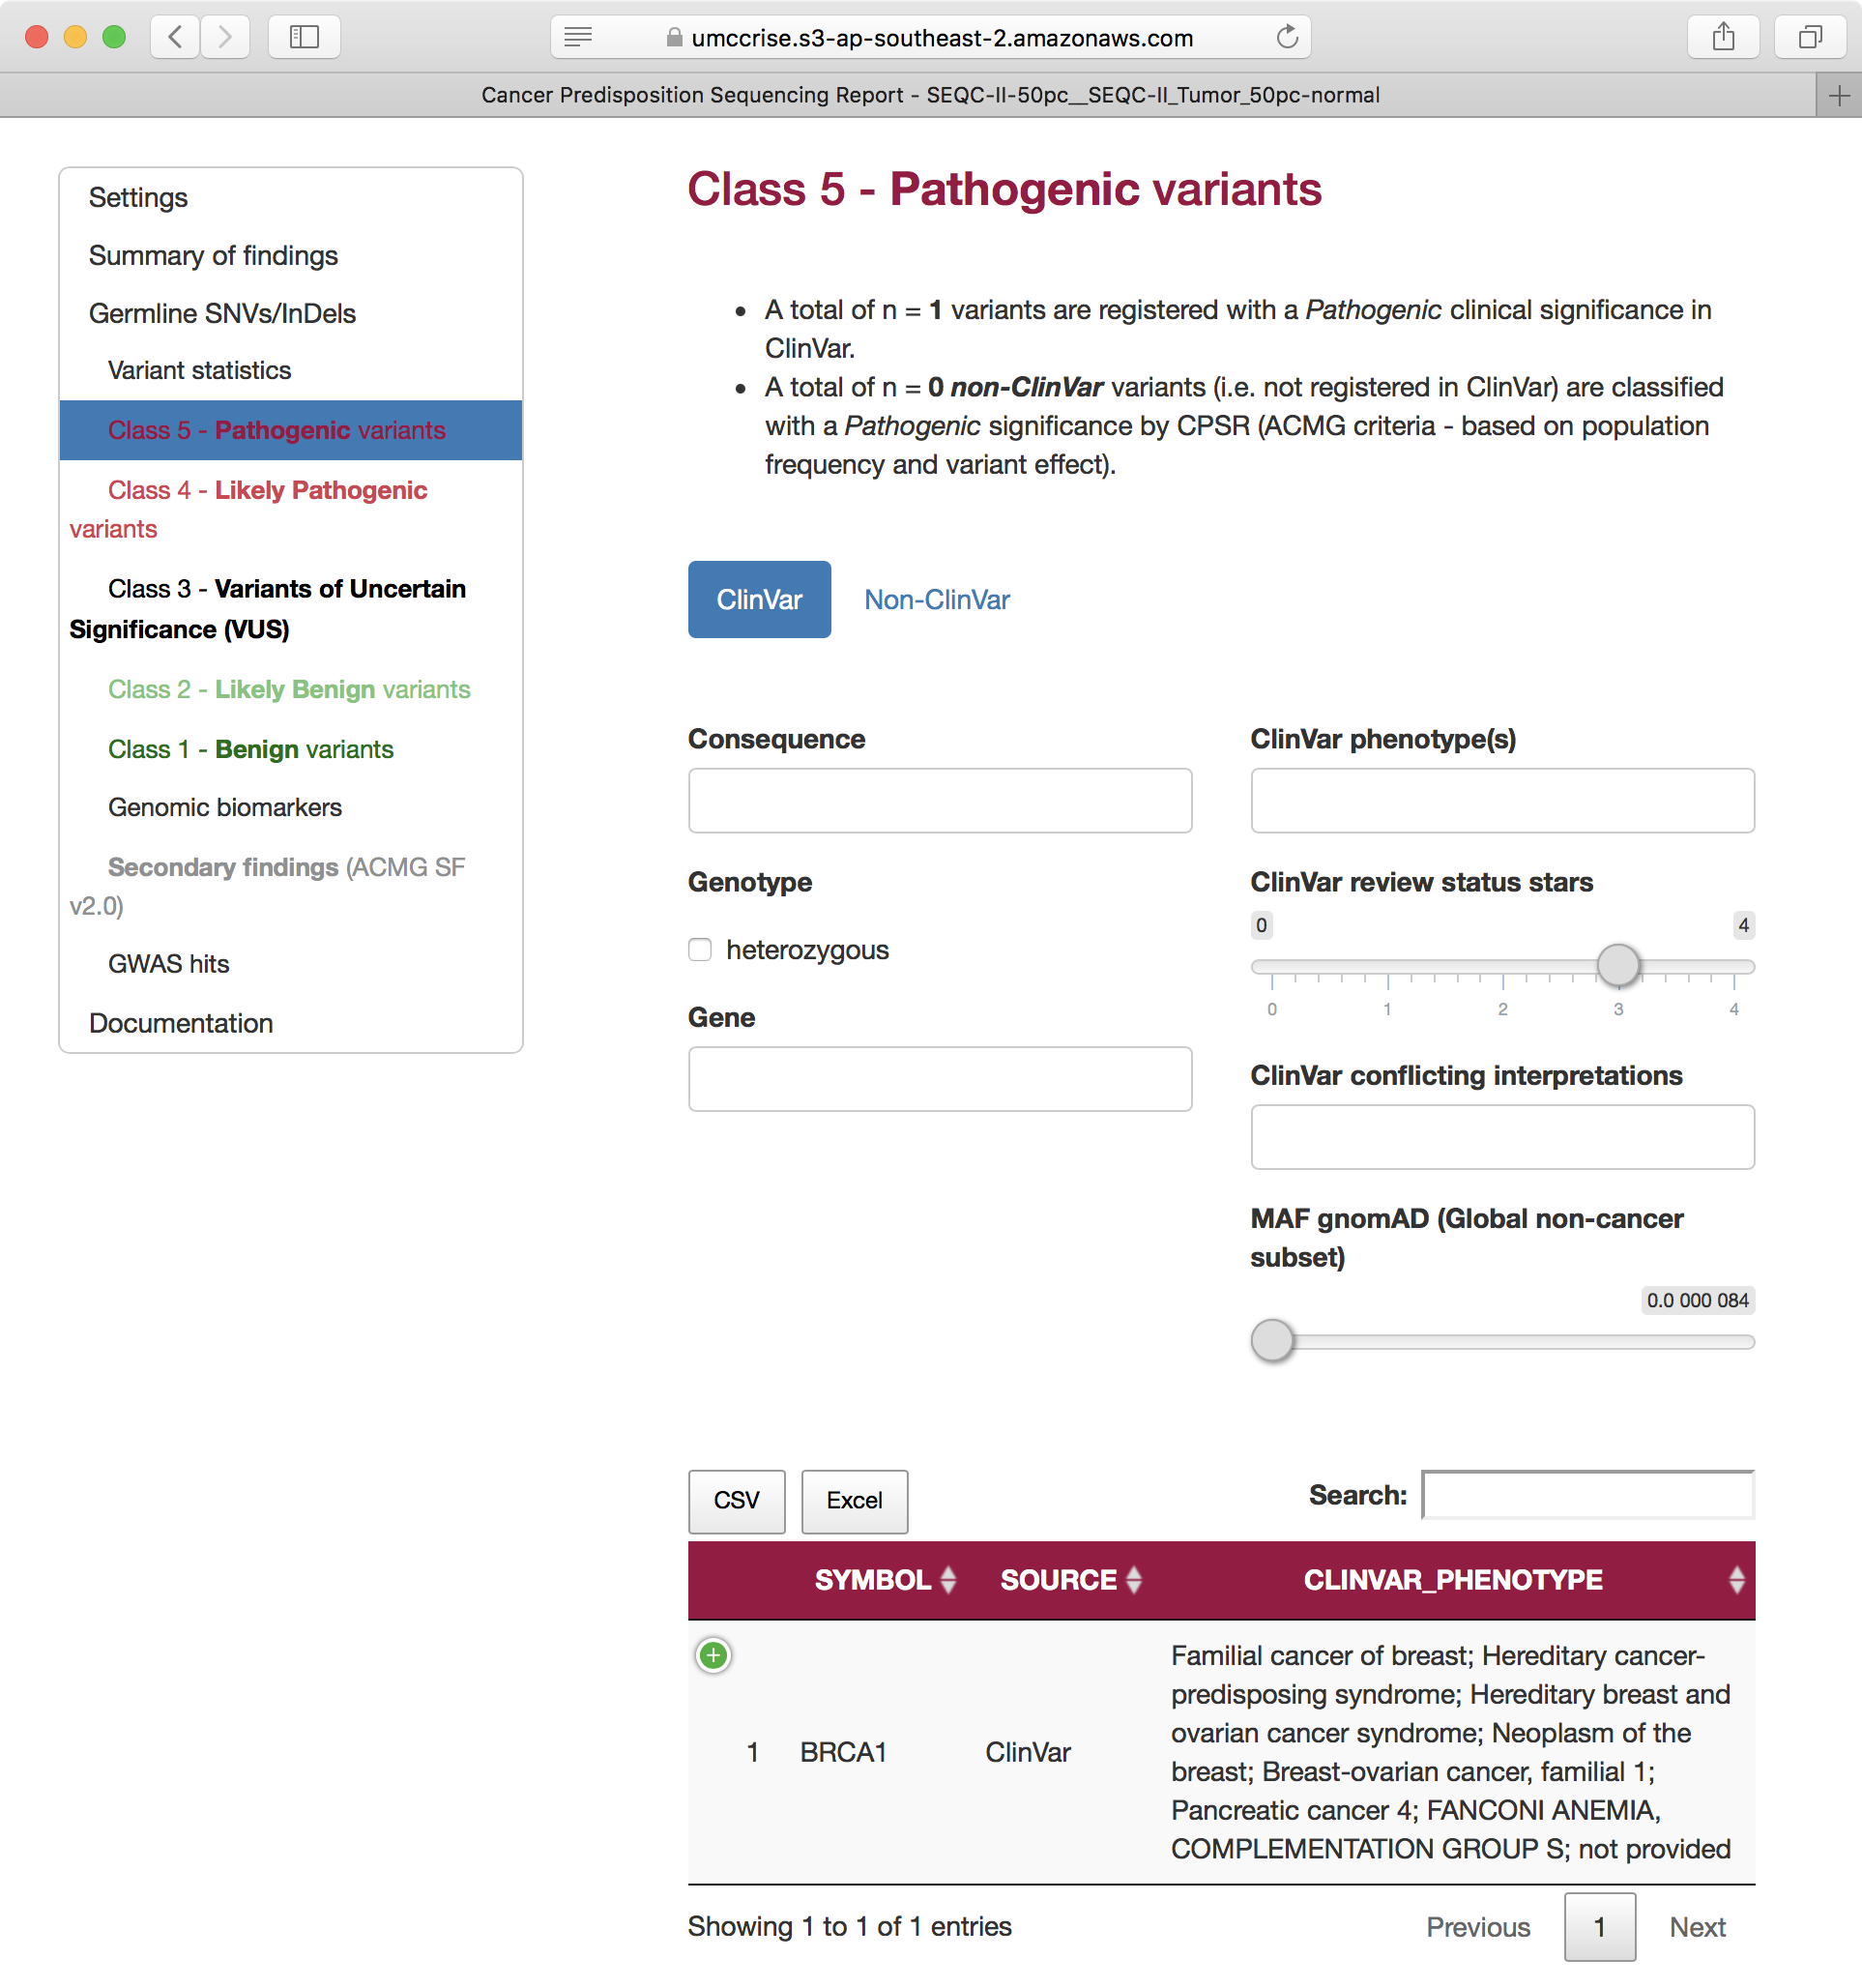 umccrise.s3-ap-southeast-2.amazonaws.com
Cancer Predisposition Sequencing Report - SEQC-II-50pc__SEQC-II_Tumor_50pc-normal
Settings
Summary of findings
Germline SNVs/InDels
Variant statistics
Class 5 - Pathogenic variants
Class 4 - Likely Pathogenic
variants
Class 3 - Variants of Uncertain
Significance (VUS)
Class 2 - Likely Benign variants
Class 1 - Benign variants
Genomic biomarkers
Secondary findings (ACMG SF
v2.0)
GWAS hits
Documentation
Class 5 - Pathogenic variants
• A total of n = 1 variants are registered with a Pathogenic clinical significance in
ClinVar.
• A total of n = 0 non-ClinVar variants (i.e. not registered in ClinVar) are classified
with a Pathogenic significance by CPSR (ACMG criteria - based on population
frequency and variant effect).
ClinVar Non-ClinVar
Consequence
Genotype
heterozygous
Gene
ClinVar phenotype(s)
ClinVar review status stars
0 4
0 1 2 3 4
ClinVar conflicting interpretations
MAF gnomAD (Global non-cancer
subset)
0.0 000 084
CSV Excel Search:
SYMBOL SOURCE CLINVAR_PHENOTYPE
1 BRCA1 ClinVar
Familial cancer of breast; Hereditary cancer-
predisposing syndrome; Hereditary breast and
ovarian cancer syndrome; Neoplasm of the
breast; Breast-ovarian cancer, familial 1;
Pancreatic cancer 4; FANCONI ANEMIA,
COMPLEMENTATION GROUP S; not provided
Showing 1 to 1 of 1 entries
Previous 1 Next